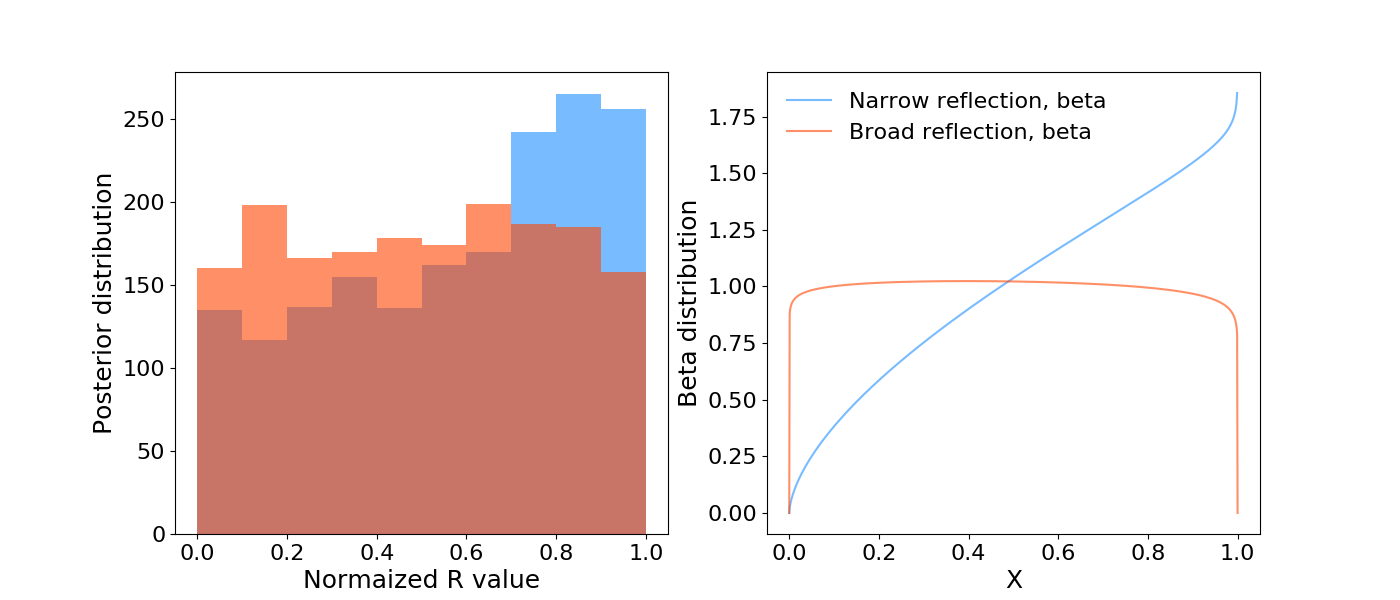 Posterior distribution
250
200
150
100
50
0
0.0 0.2 0.4 0.6 0.8 1.0
Normaized R value
Beta distribution
1.75
1.50
1.25
1.00
0.75
0.50
0.25
0.00
Narrow reflection, beta
Broad reflection, beta
0.0 0.2 0.4 0.6 0.8 1.0
X